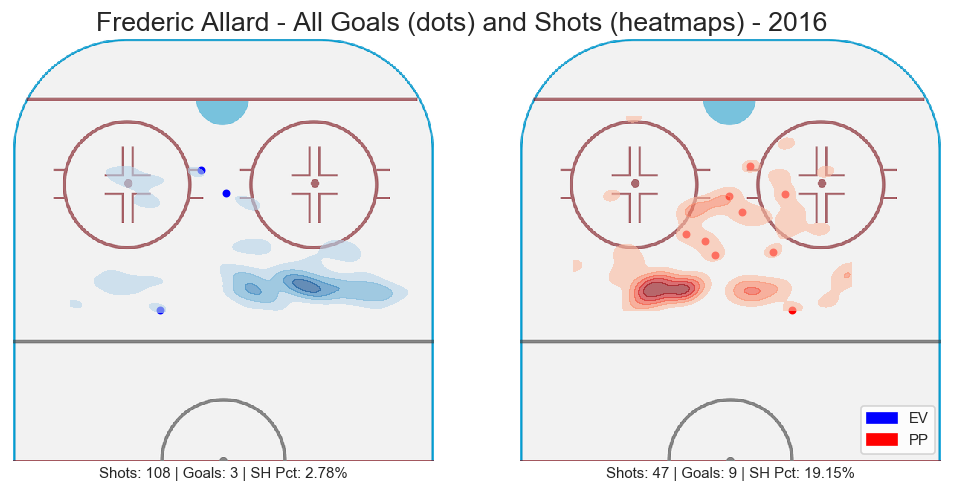 Frederic Allard - All Goals (dots) and Shots (heatmaps) - 2016
EV
PP
Shots: 108 | Goals: 3 | SH Pct: 2.78%
Shots: 47 | Goals: 9 | SH Pct: 19.15%